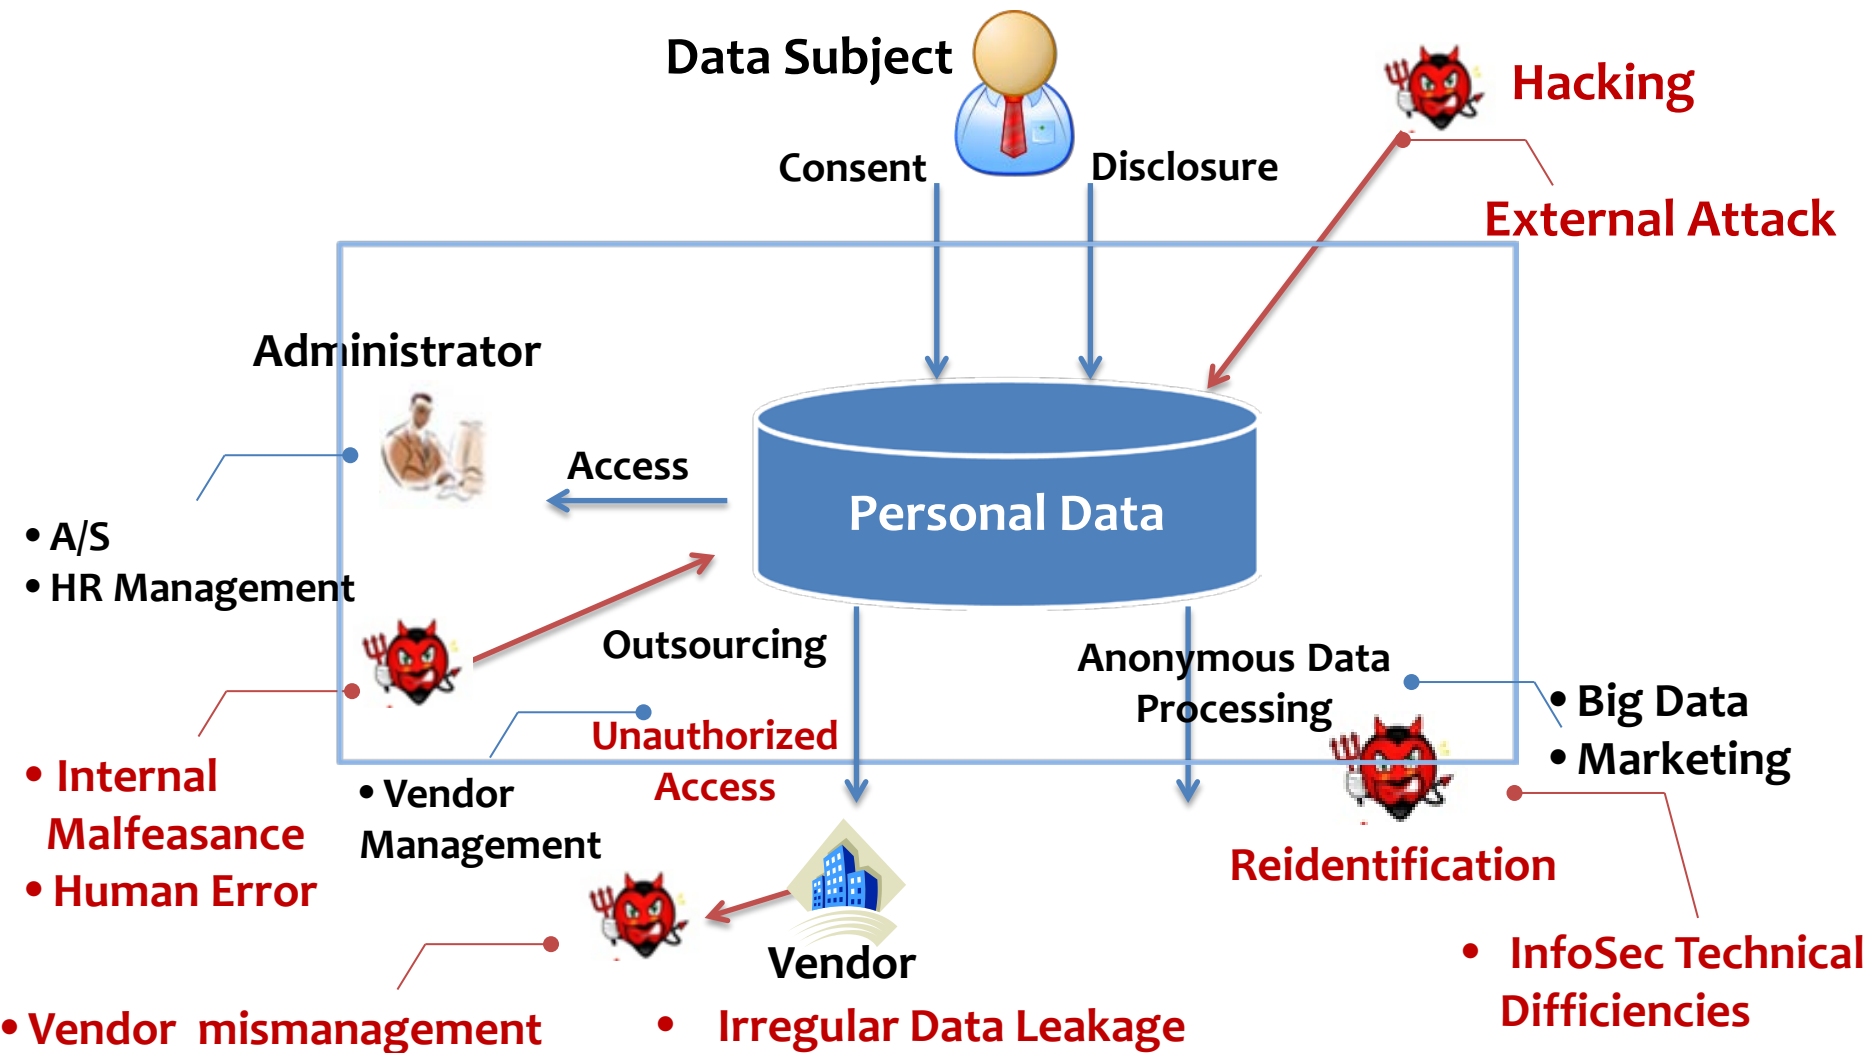 Data Subject
Hacking
Consent
Disclosure
External Attack
Administrator
Access
Personal Data
• A/S
• HR Management
Outsourcing
Anonymous Data
Processing
• Big Data
• Marketing
Unauthorized
Access
• Internal
Malfeasance
• Human Error
• Vendor
Management
Reidentification
Vendor
• InfoSec Technical
Difficiencies
• Vendor mismanagement
• Irregular Data Leakage